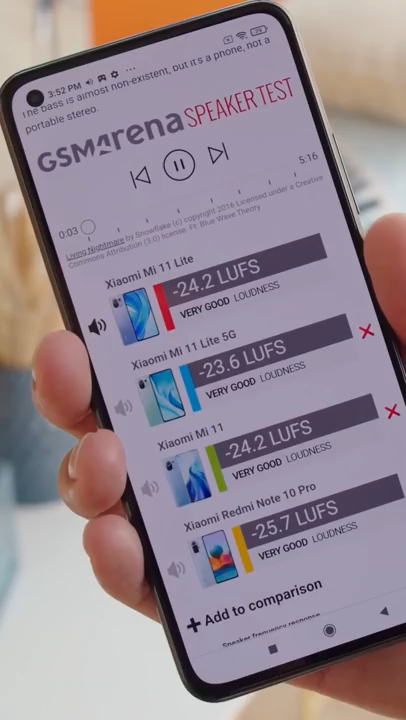 3:52 PM
The bass is almost non-existent, but it's a phone, not a
portable stereo.
GSMArena SPEAKER TEST
0:03
5:16
Living Nightmare by Snowflake (c) copyright 2016 Licensed under a Creative
Commons Attribution (3.0) license. Ft: Blue Wave Theory
Xiaomi Mi 11 Lite
-24.2 LUFS
VERY GOOD LOUDNESS
Xiaomi Mi 11 Lite 5G
-23.6 LUFS
VERY GOOD LOUDNESS
Xiaomi Mi 11
-24.2 LUFS
VERY GOOD LOUDNESS
Xiaomi Redmi Note 10 Pro
-25.7 LUFS
VERY GOOD LOUDNESS
+ Add to comparison
Speaker frequency response